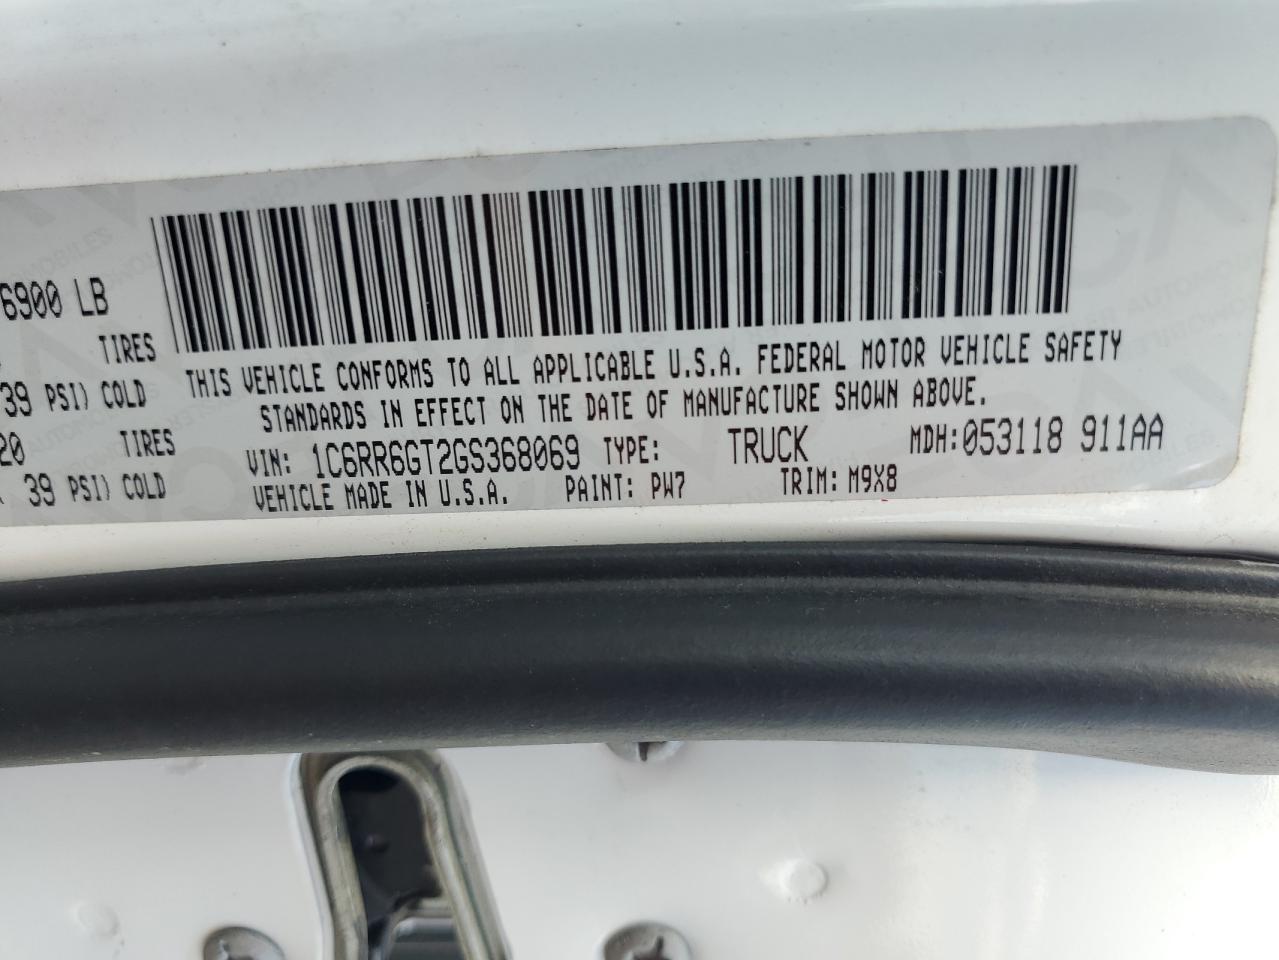 6900 LB
TIRES
39 PSI) COLD
20 TIRES
39 PSI) COLD
THIS VEHICLE CONFORMS TO ALL APPLICABLE U.S.A. FEDERAL MOTOR VEHICLE SAFETY
STANDARDS IN EFFECT ON THE DATE OF MANUFACTURE SHOWN ABOVE.
VIN: 1C6RR6GT2GS368069 TYPE: TRUCK MDH:053118 911AA
VEHICLE MADE IN U.S.A. PAINT: PW7 TRIM: M9X8